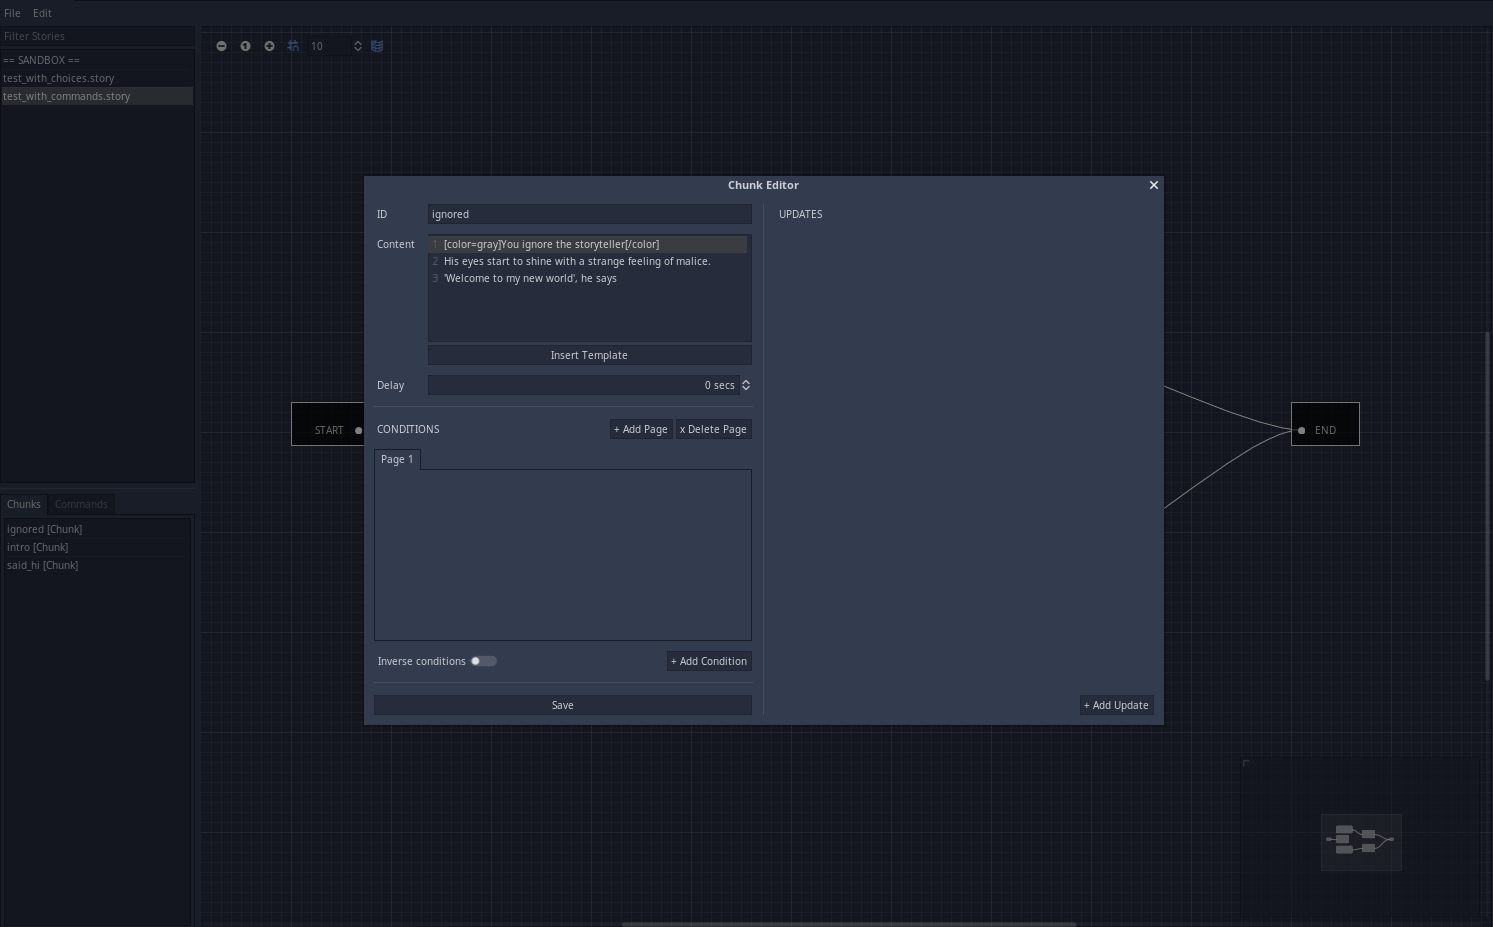 File Edit
Filter Stories
== SANDBOX ==
test_with_choices.story
test_with_commands.story
10
Chunk Editor
ID
ignored
Content
1 [color=gray]You ignore the storyteller[/color]
2 His eyes start to shine with a strange feeling of malice.
3 'Welcome to my new world', he says
Insert Template
Delay
0 secs
CONDITIONS
+ Add Page
x Delete Page
Page 1
Inverse conditions
+ Add Condition
Save
UPDATES
+ Add Update
START
END
Chunks
Commands
ignored [Chunk]
intro [Chunk]
said_hi [Chunk]